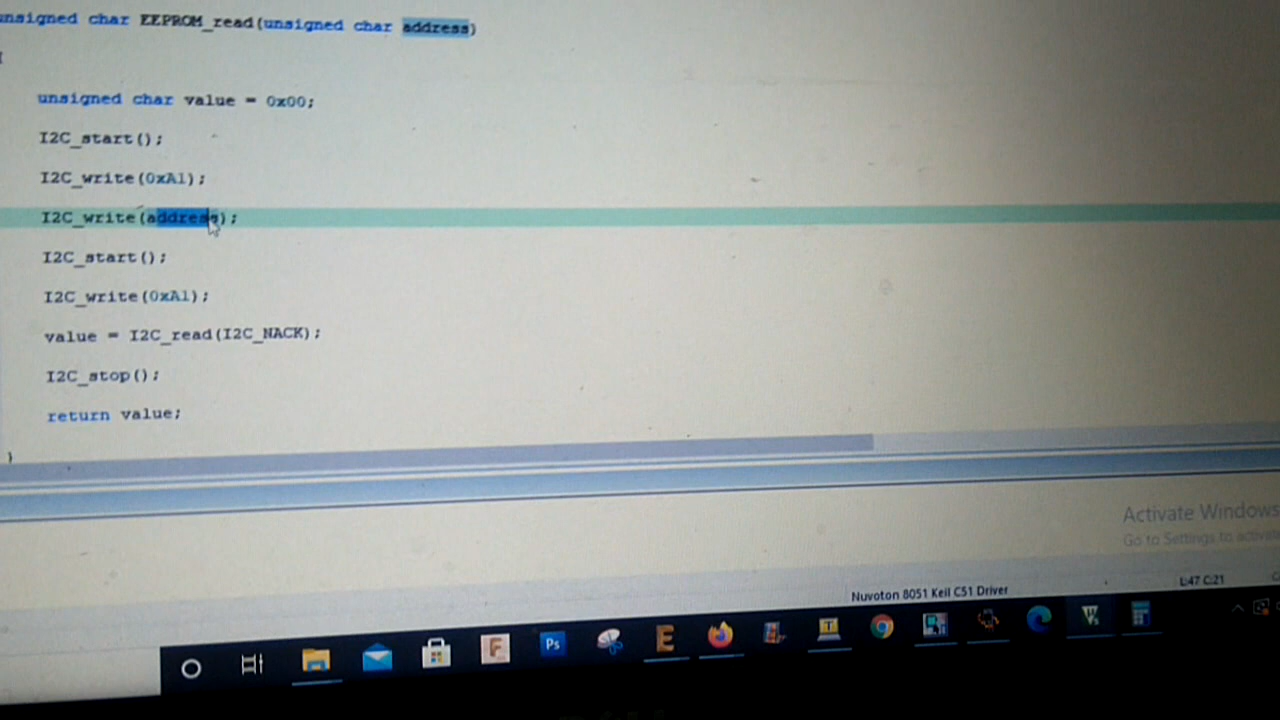 unsigned char EEPROM_read(unsigned char address)
unsigned char value = 0x00;
I2C_start();
I2C_write(0xA1);
I2C_write(address);
I2C_start();
I2C_write(0xA1);
value = I2C_read(I2C_NACK);
I2C_stop();
return value;
}
Activate Windows
Go to Settings to activate
Nuvoton 8051 Keil C51 Driver
L:47 C:21
Ps